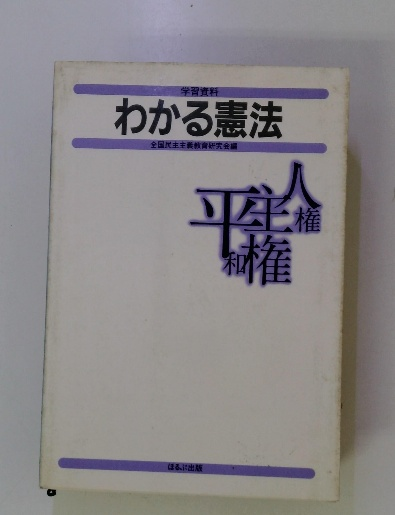 学習資料
わかる憲法
全国民主主義教育研究会編
人権
主権
平和
ほるぷ出版